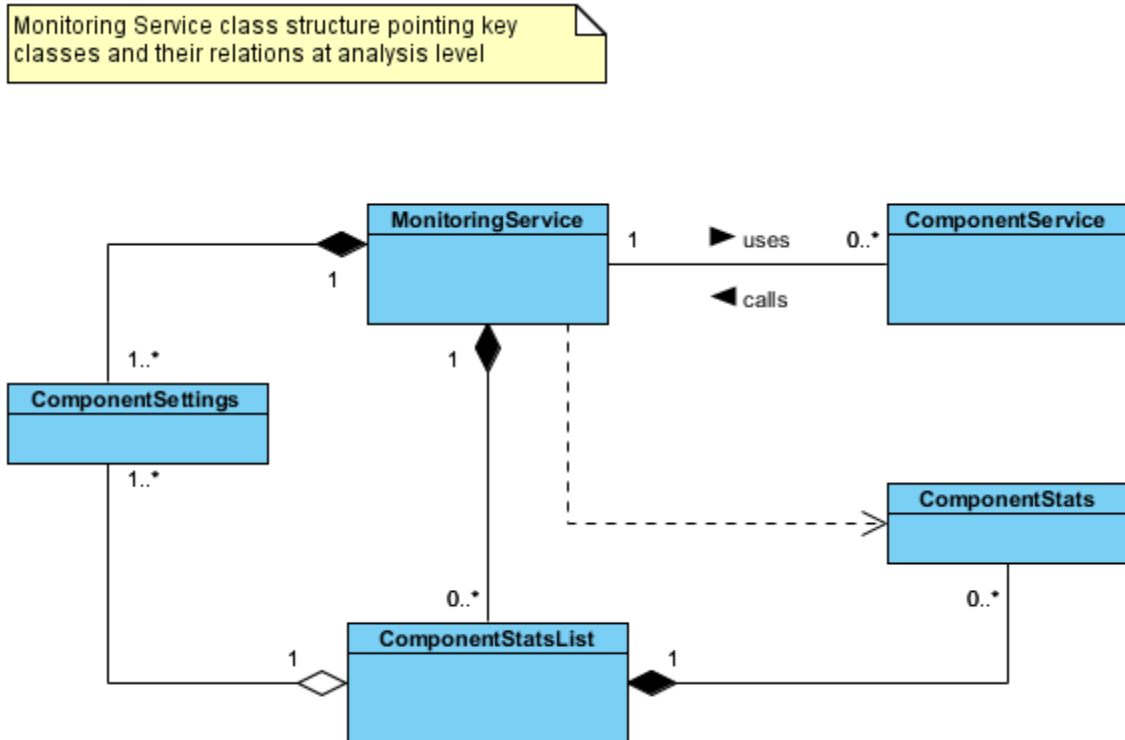 Monitoring Service class structure pointing key
classes and their relations at analysis level
MonitoringService
ComponentService
1
uses
0..*
1
calls
1
1..*
ComponentSettings
1..*
ComponentStats
0..*
0..*
ComponentStatsList
1
1